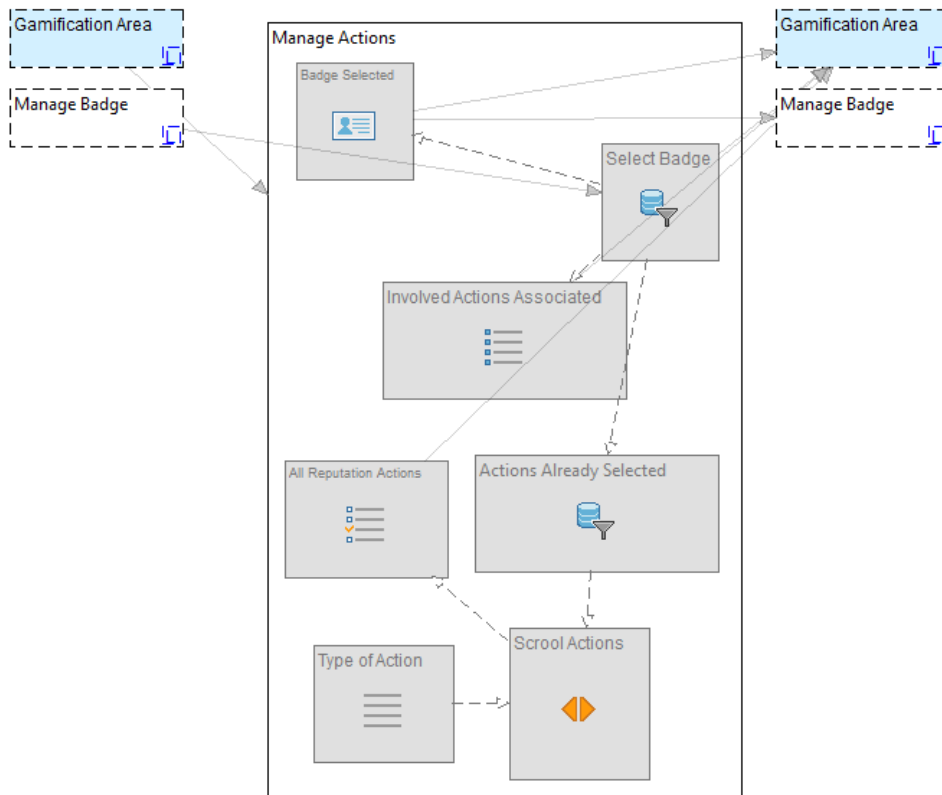 Gamification Area
Manage Badge
Manage Actions
Badge Selected
Select Badge
Involved Actions Associated
All Reputation Actions
Actions Already Selected
Type of Action
Scrool Actions
Gamification Area
Manage Badge